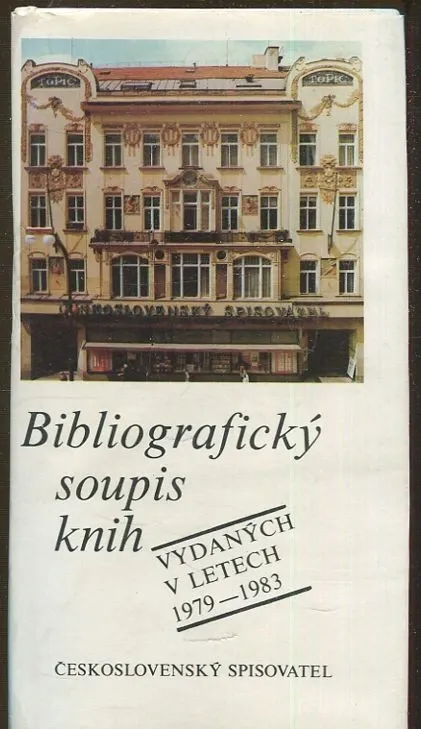 TOPIČ
TOPIČ
ČESKOSLOVENSKÝ SPISOVATEL
Bibliografický
soupis
knih
VYDANÝCH
V LETECH
1979—1983
ČESKOSLOVENSKÝ SPISOVATEL